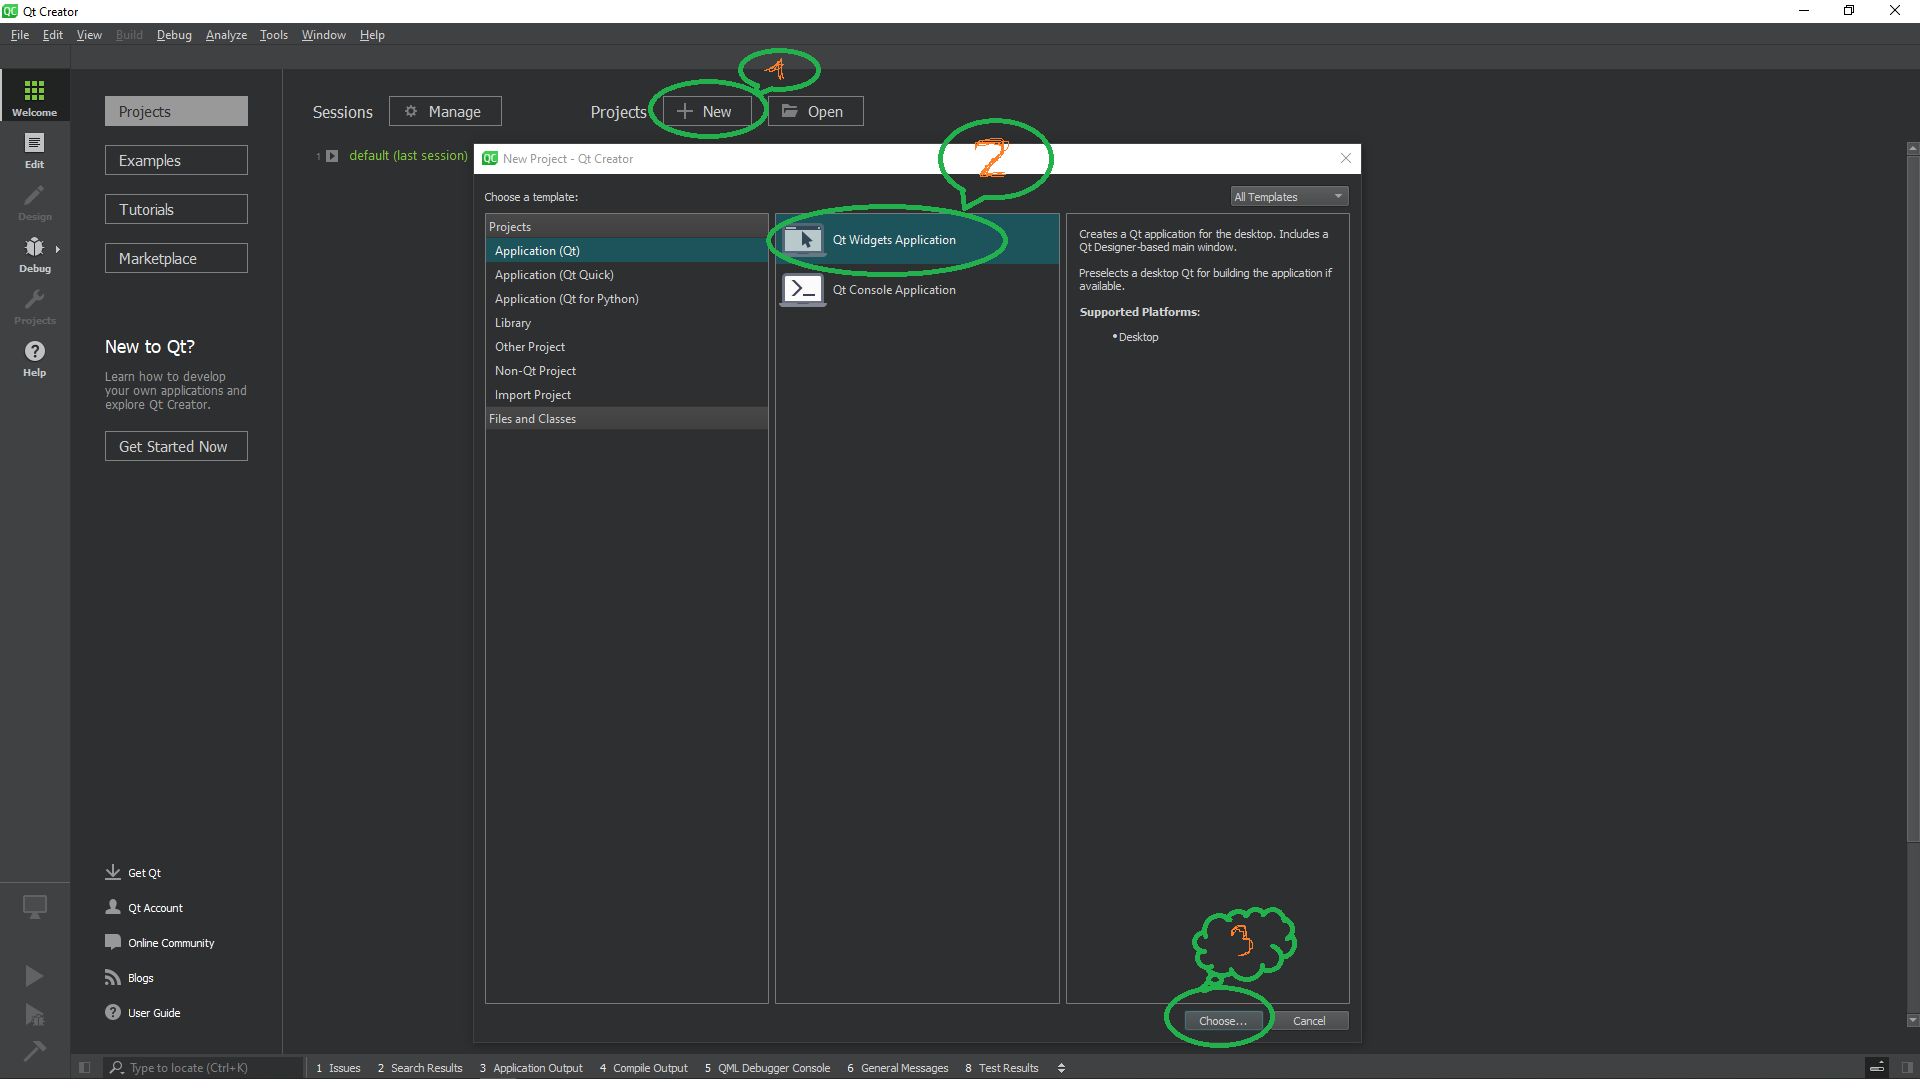 Qt Creator
File Edit View Build Debug Analyze Tools Window Help
Welcome
Edit
Design
Debug
Projects
Help
Projects
Examples
Tutorials
Marketplace
New to Qt?
Learn how to develop
your own applications and
explore Qt Creator.
Get Started Now
Get Qt
Qt Account
Online Community
Blogs
User Guide
Sessions Manage Projects New Open
1
1 default (last session)
New Project - Qt Creator
2
Choose a template:
All Templates
Projects
Application (Qt)
Application (Qt Quick)
Application (Qt for Python)
Library
Other Project
Non-Qt Project
Import Project
Files and Classes
Qt Widgets Application
Qt Console Application
Creates a Qt application for the desktop. Includes a
Qt Designer-based main window.
Preselects a desktop Qt for building the application if
available.
Supported Platforms:
•Desktop
3
Choose... Cancel
Type to locate (Ctrl+K) 1 Issues 2 Search Results 3 Application Output 4 Compile Output 5 QML Debugger Console 6 General Messages 8 Test Results